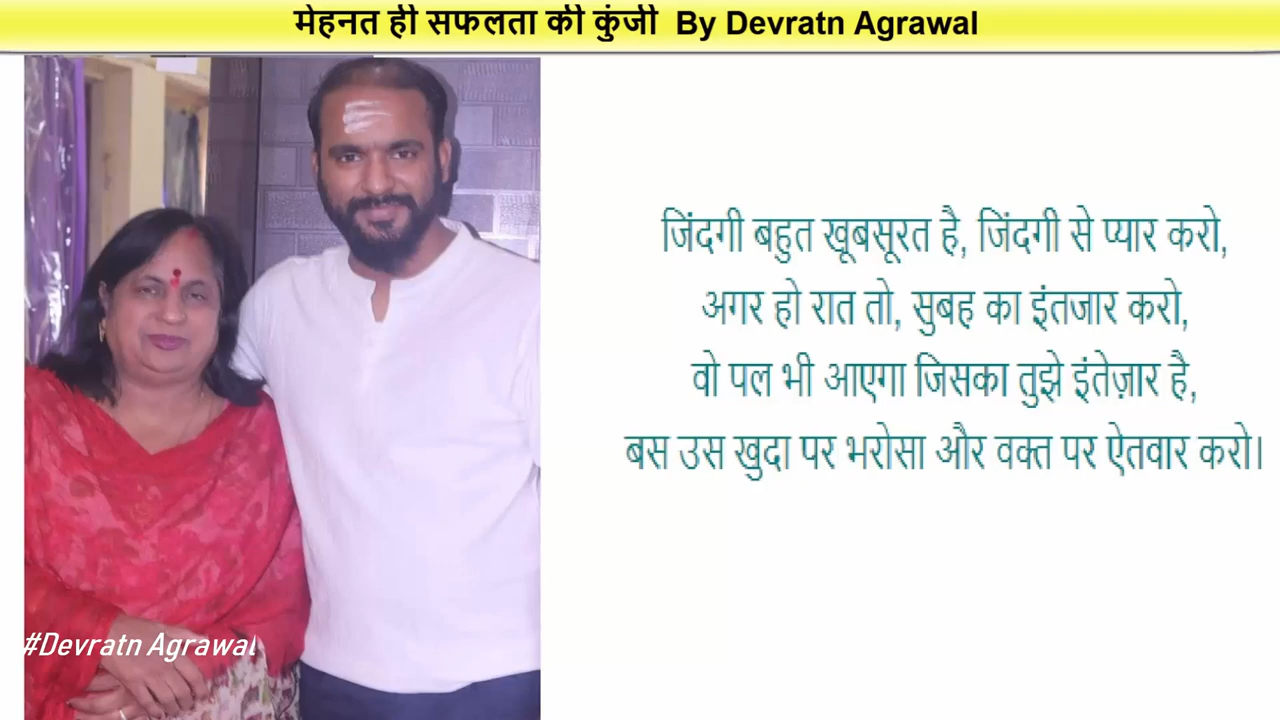 मेहनत ही सफलता की कुंजी By Devratn Agrawal
जिंदगी बहुत खूबसूरत है, जिंदगी से प्यार करो,
अगर हो रात तो, सुबह का इंतजार करो,
वो पल भी आएगा जिसका तुझे इंतेज़ार है,
बस उस खुदा पर भरोसा और वक्त पर ऐतवार करो।
#Devratn Agrawal